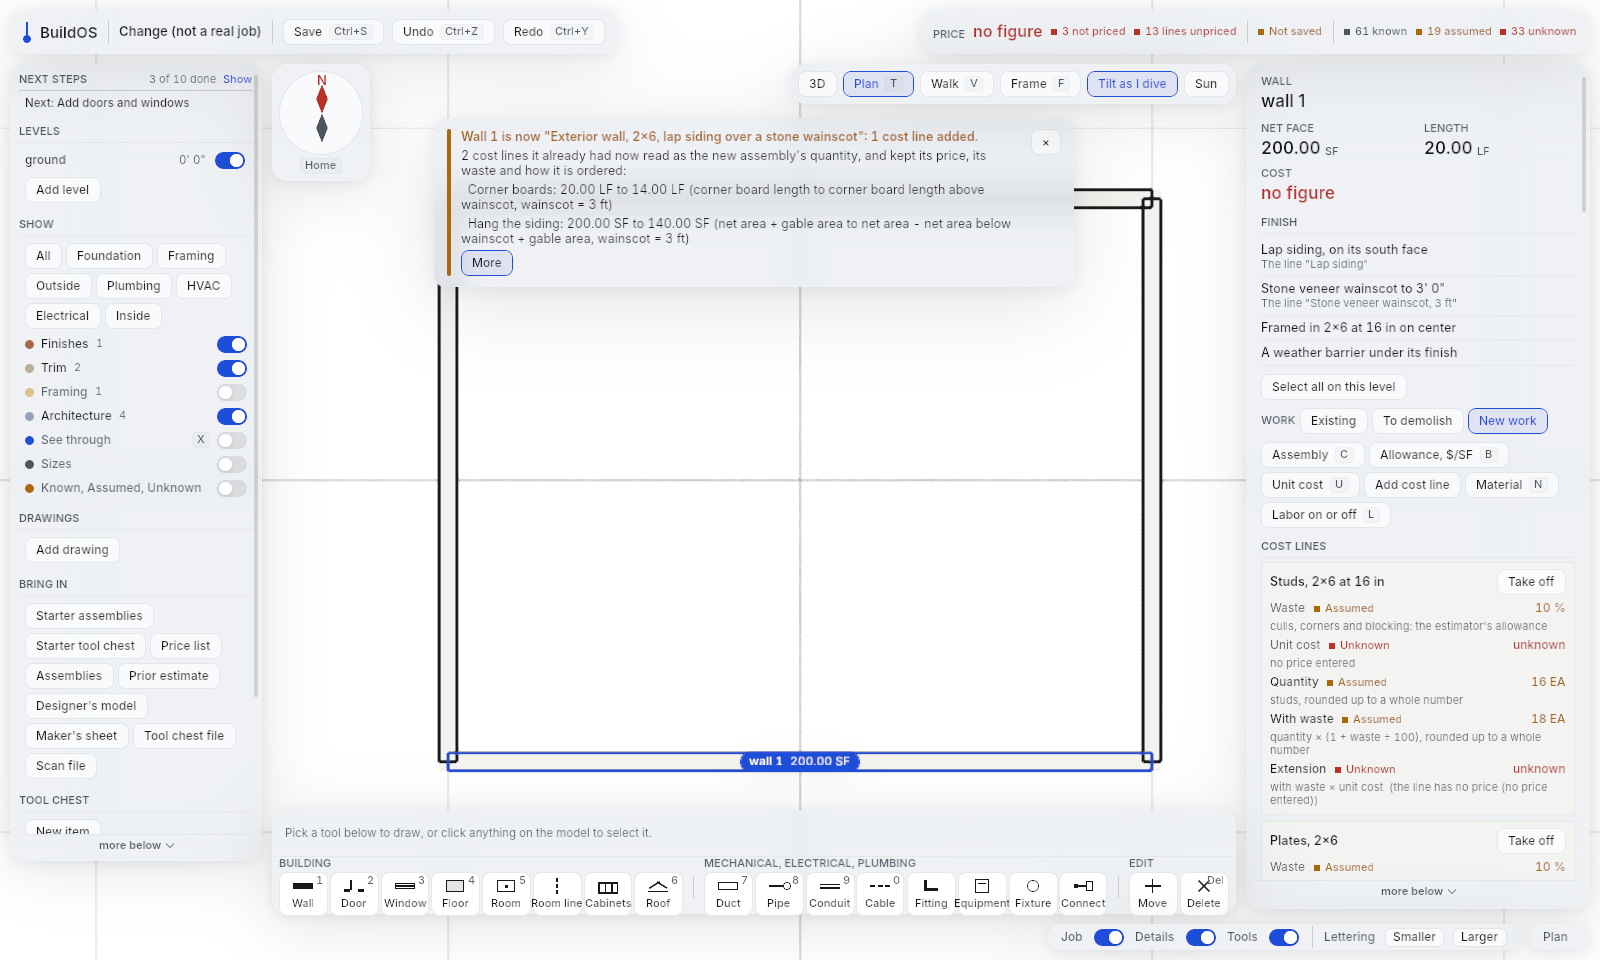 BuildOS
Change (not a real job)
Save Ctrl+S
Undo Ctrl+Z
Redo Ctrl+Y
PRICE no figure
3 not priced
13 lines unpriced
Not saved
61 known
19 assumed
33 unknown
NEXT STEPS 3 of 10 done Show
Next: Add doors and windows
LEVELS
ground 0' 0"
Add level
SHOW
All Foundation Framing
Outside Plumbing HVAC
Electrical Inside
Finishes 1
Trim 2
Framing 1
Architecture 4
See through X
Sizes
Known, Assumed, Unknown
DRAWINGS
Add drawing
BRING IN
Starter assemblies
Starter tool chest Price list
Assemblies Prior estimate
Designer's model
Maker's sheet Tool chest file
Scan file
TOOL CHEST
New item
more below
N
Home
3D Plan T Walk V Frame F Tilt as I dive Sun
Wall 1 is now "Exterior wall, 2×6, lap siding over a stone wainscot": 1 cost line added.
×
2 cost lines it already had now read as the new assembly's quantity, and kept its price, its
waste and how it is ordered:
Corner boards: 20.00 LF to 14.00 LF (corner board length to corner board length above
wainscot, wainscot = 3 ft)
Hang the siding: 200.00 SF to 140.00 SF (net area + gable area to net area - net area below
wainscot + gable area, wainscot = 3 ft)
More
wall 1 200.00 SF
Pick a tool below to draw, or click anything on the model to select it.
BUILDING
Wall 1
Door 2
Window 3
Floor 4
Room 5
Room line
Cabinets
Roof 6
MECHANICAL, ELECTRICAL, PLUMBING
Duct 7
Pipe 8
Conduit 9
Cable 0
Fitting
Equipment
Fixture
Connect
EDIT
Move
Delete Del
WALL
wall 1
NET FACE LENGTH
200.00 SF 20.00 LF
COST
no figure
FINISH
Lap siding, on its south face
The line "Lap siding"
Stone veneer wainscot to 3' 0"
The line "Stone veneer wainscot, 3 ft"
Framed in 2×6 at 16 in on center
A weather barrier under its finish
Select all on this level
WORK Existing To demolish New work
Assembly C Allowance, $/SF B
Unit cost U Add cost line Material N
Labor on or off L
COST LINES
Studs, 2×6 at 16 in Take off
Waste Assumed 10 %
culls, corners and blocking: the estimator's allowance
Unit cost Unknown unknown
no price entered
Quantity Assumed 16 EA
studs, rounded up to a whole number
With waste Assumed 18 EA
quantity × (1 + waste ÷ 100), rounded up to a whole
number
Extension Unknown unknown
with waste × unit cost (the line has no price (no price
entered))
Plates, 2×6 Take off
Waste Assumed 10 %
more below
Job Details Tools Lettering Smaller Larger Plan